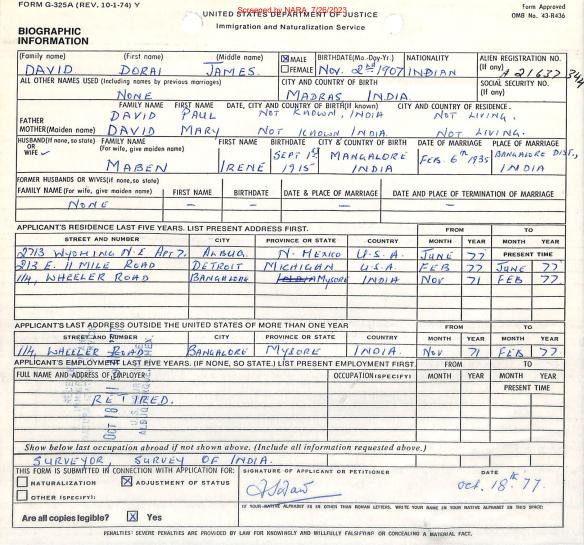 FORM G-325A (REV. 10-1-74) Y
Screened by NARA, 7/26/2023
UNITED STATES DEPARTMENT OF JUSTICE
Form Approved
OMB No. 43-R436
Immigration and Naturalization Service
BIOGRAPHIC
INFORMATION
(Family name) (First name) (Middle name) MALE FEMALE BIRTHDATE (Mo.-Day-Yr.) NATIONALITY ALIEN REGISTRATION NO. (If any)
DAVID DORAI JAMES Nov. 2nd 1907 INDIAN A 21 637 344
ALL OTHER NAMES USED (Including names by previous marriages) CITY AND COUNTRY OF BIRTH SOCIAL SECURITY NO. (If any)
NONE MADRAS INDIA
FAMILY NAME FIRST NAME DATE, CITY AND COUNTRY OF BIRTH (If known) CITY AND COUNTRY OF RESIDENCE.
FATHER DAVID PAUL NOT KNOWN, INDIA NOT LIVING.
MOTHER (Maiden name) DAVID MARY NOT KNOWN INDIA. NOT LIVING.
HUSBAND (If none, so state) OR WIFE FAMILY NAME (For wife, give maiden name) FIRST NAME BIRTHDATE CITY & COUNTRY OF BIRTH DATE OF MARRIAGE PLACE OF MARRIAGE
MABEN IRENE SEPT 1st 1915 MANGALORE INDIA FEB. 6th 1935 BANGALORE DIST., INDIA
FORMER HUSBANDS OR WIVES (if none, so state)
FAMILY NAME (For wife, give maiden name) FIRST NAME BIRTHDATE DATE & PLACE OF MARRIAGE DATE AND PLACE OF TERMINATION OF MARRIAGE
NONE – – – –
APPLICANT'S RESIDENCE LAST FIVE YEARS. LIST PRESENT ADDRESS FIRST. FROM TO
STREET AND NUMBER CITY PROVINCE OR STATE COUNTRY MONTH YEAR MONTH YEAR
PRESENT TIME
2713 WYOMING N.E APT 7. ALBUQ. N. MEXICO U.S.A. JUNE 77
213 E. 11 MILE ROAD DETROIT MICHIGAN U.S.A. FEB 77 JUNE 77
114, WHEELER ROAD BANGALORE MYSORE INDIA NOV 71 FEB 77
APPLICANT'S LAST ADDRESS OUTSIDE THE UNITED STATES OF MORE THAN ONE YEAR FROM TO
STREET AND NUMBER CITY PROVINCE OR STATE COUNTRY MONTH YEAR MONTH YEAR
114, WHEELER ROAD BANGALORE MYSORE INDIA. NOV 71 FEB 77
APPLICANT'S EMPLOYMENT LAST FIVE YEARS. (IF NONE, SO STATE.) LIST PRESENT EMPLOYMENT FIRST. FROM TO
FULL NAME AND ADDRESS OF EMPLOYER OCCUPATION (SPECIFY) MONTH YEAR MONTH YEAR
PRESENT TIME
RETIRED.
OCT 18
Show below last occupation abroad if not shown above. (Include all information requested above.)
SURVEYOR, SURVEY OF INDIA.
THIS FORM IS SUBMITTED IN CONNECTION WITH APPLICATION FOR: SIGNATURE OF APPLICANT OR PETITIONER DATE
NATURALIZATION X ADJUSTMENT OF STATUS
Oct. 18th 77.
OTHER (SPECIFY):
IF YOUR NATIVE ALPHABET IS IN OTHER THAN ROMAN LETTERS, WRITE YOUR NAME IN YOUR NATIVE ALPHABET IN THIS SPACE:
Are all copies legible? X Yes
PENALTIES: SEVERE PENALTIES ARE PROVIDED BY LAW FOR KNOWINGLY AND WILLFULLY FALSIFYING OR CONCEALING A MATERIAL FACT.